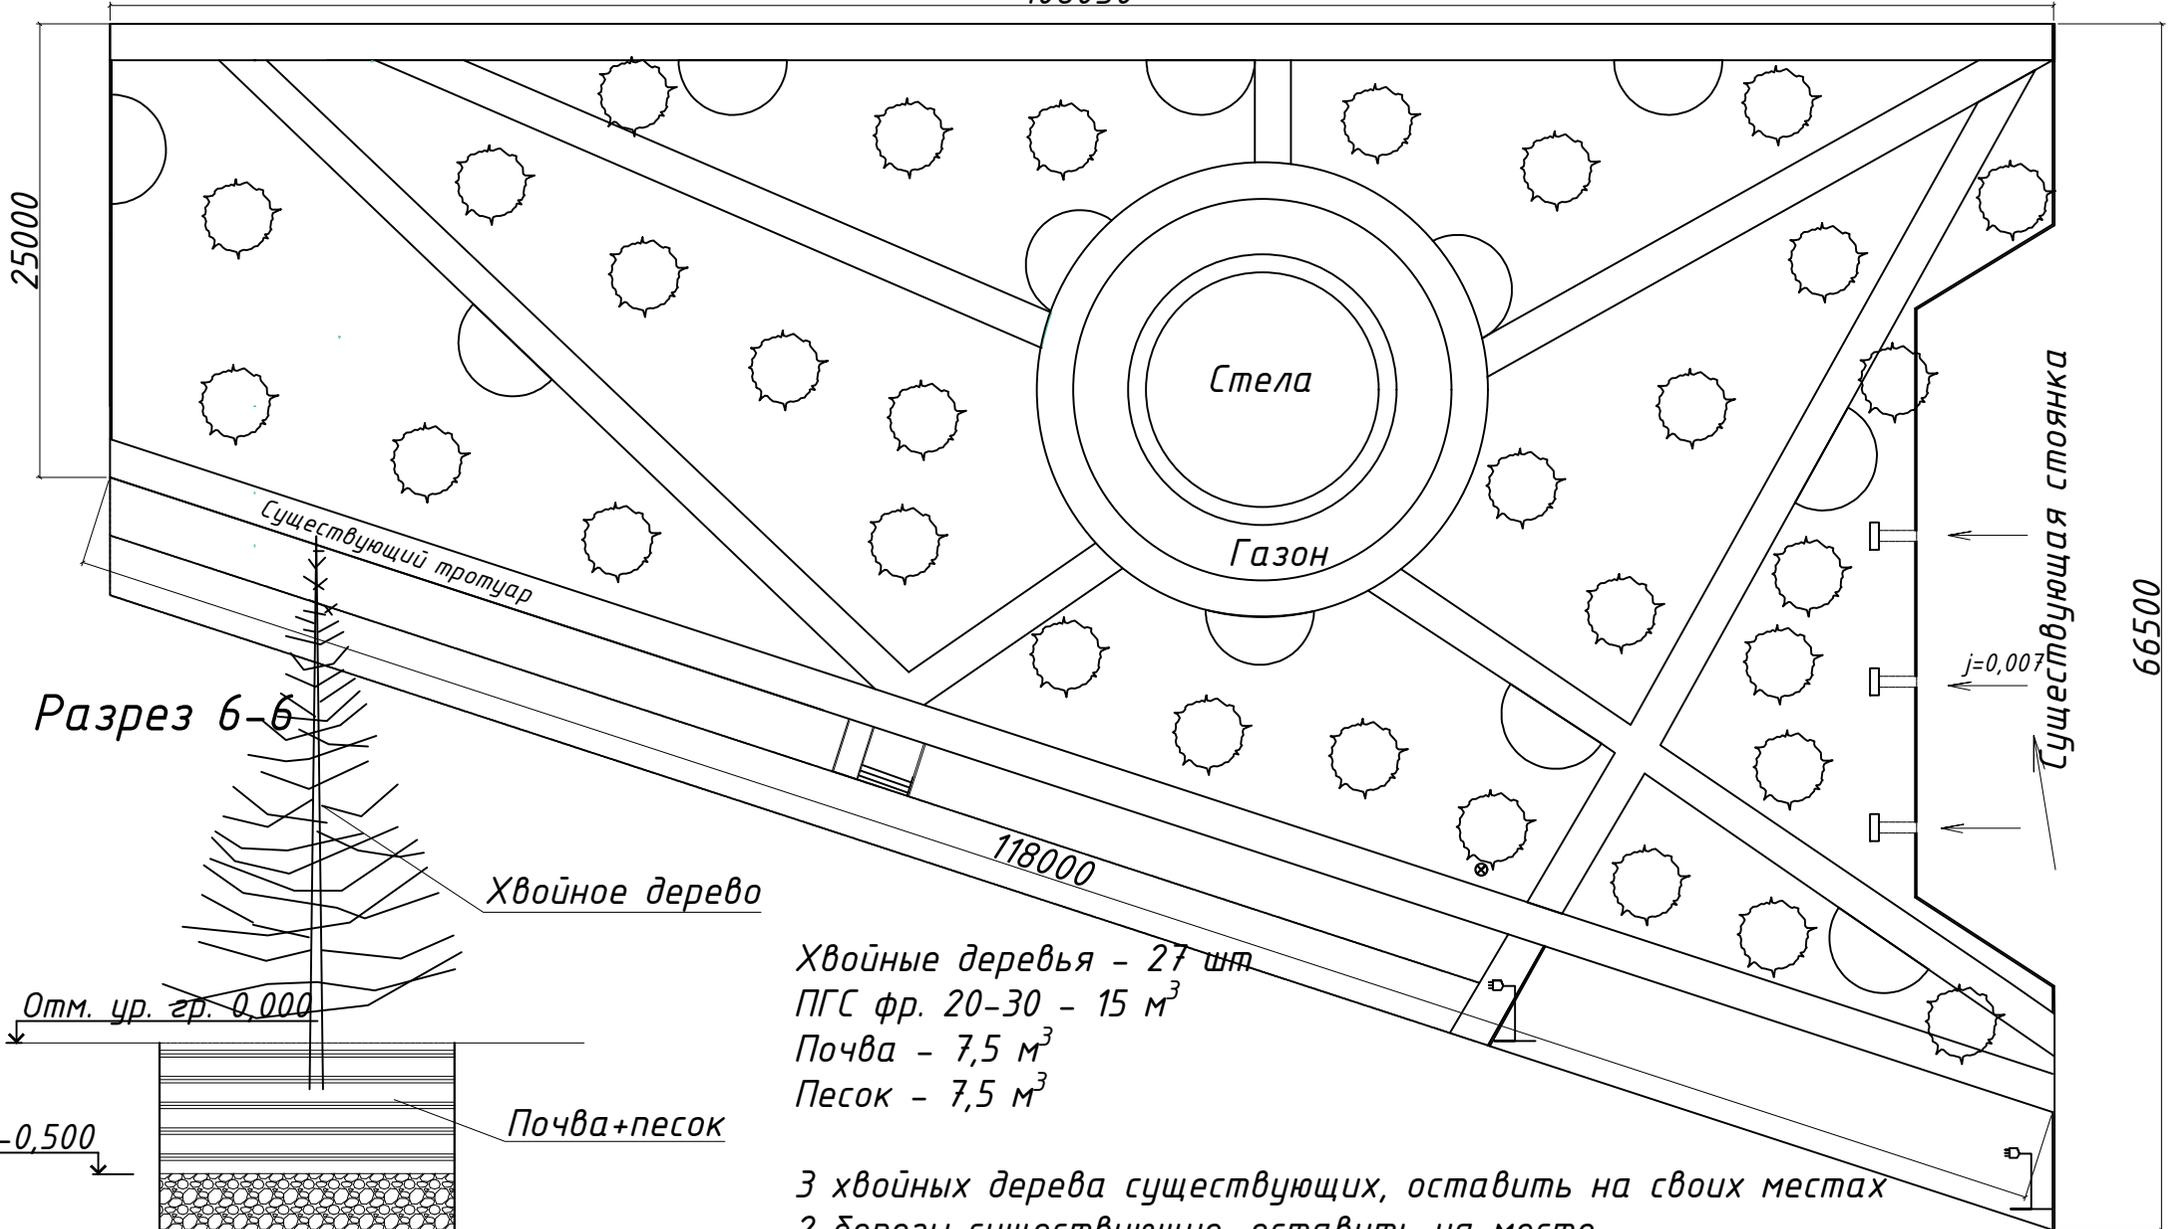 25000
Стела
Газон
Существующий тротуар
Существующая стоянка
j=0,007
66500
Разрез 6-6
118000
Хвойное дерево
Хвойные деревья - 27 шт
ПГС фр. 20-30 - 15 м³
Почва - 7,5 м³
Песок - 7,5 м³
Отм. ур. гр. 0,000
Почва+песок
-0,500
3 хвойных дерева существующих, оставить на своих местах